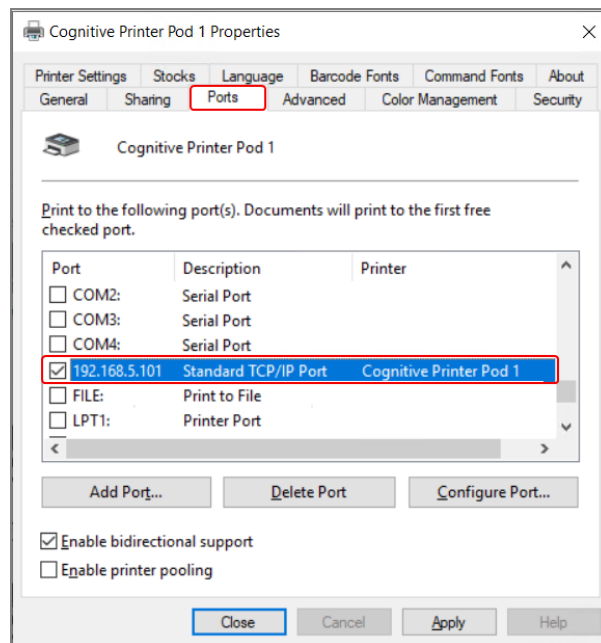 Cognitive Printer Pod 1 Properties
Printer Settings Stocks Language Barcode Fonts Command Fonts About
General Sharing Ports Advanced Color Management Security
Cognitive Printer Pod 1
Print to the following port(s). Documents will print to the first free
checked port.
Port Description Printer
COM2: Serial Port
COM3: Serial Port
COM4: Serial Port
192.168.5.101 Standard TCP/IP Port Cognitive Printer Pod 1
FILE: Print to File
LPT1: Printer Port
Add Port... Delete Port Configure Port...
Enable bidirectional support
Enable printer pooling
Close Cancel Apply Help